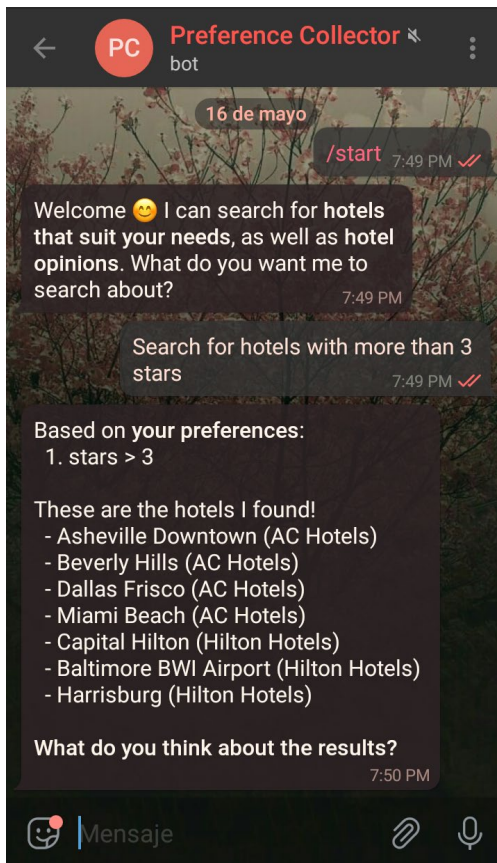 PC
Preference Collector
bot
16 de mayo
/start 7:49 PM
Welcome 😊 I can search for hotels
that suit your needs, as well as hotel
opinions. What do you want me to
search about?
7:49 PM
Search for hotels with more than 3
stars
7:49 PM
Based on your preferences:
1. stars > 3
These are the hotels I found!
- Asheville Downtown (AC Hotels)
- Beverly Hills (AC Hotels)
- Dallas Frisco (AC Hotels)
- Miami Beach (AC Hotels)
- Capital Hilton (Hilton Hotels)
- Baltimore BWI Airport (Hilton Hotels)
- Harrisburg (Hilton Hotels)
What do you think about the results?
7:50 PM
Mensaje